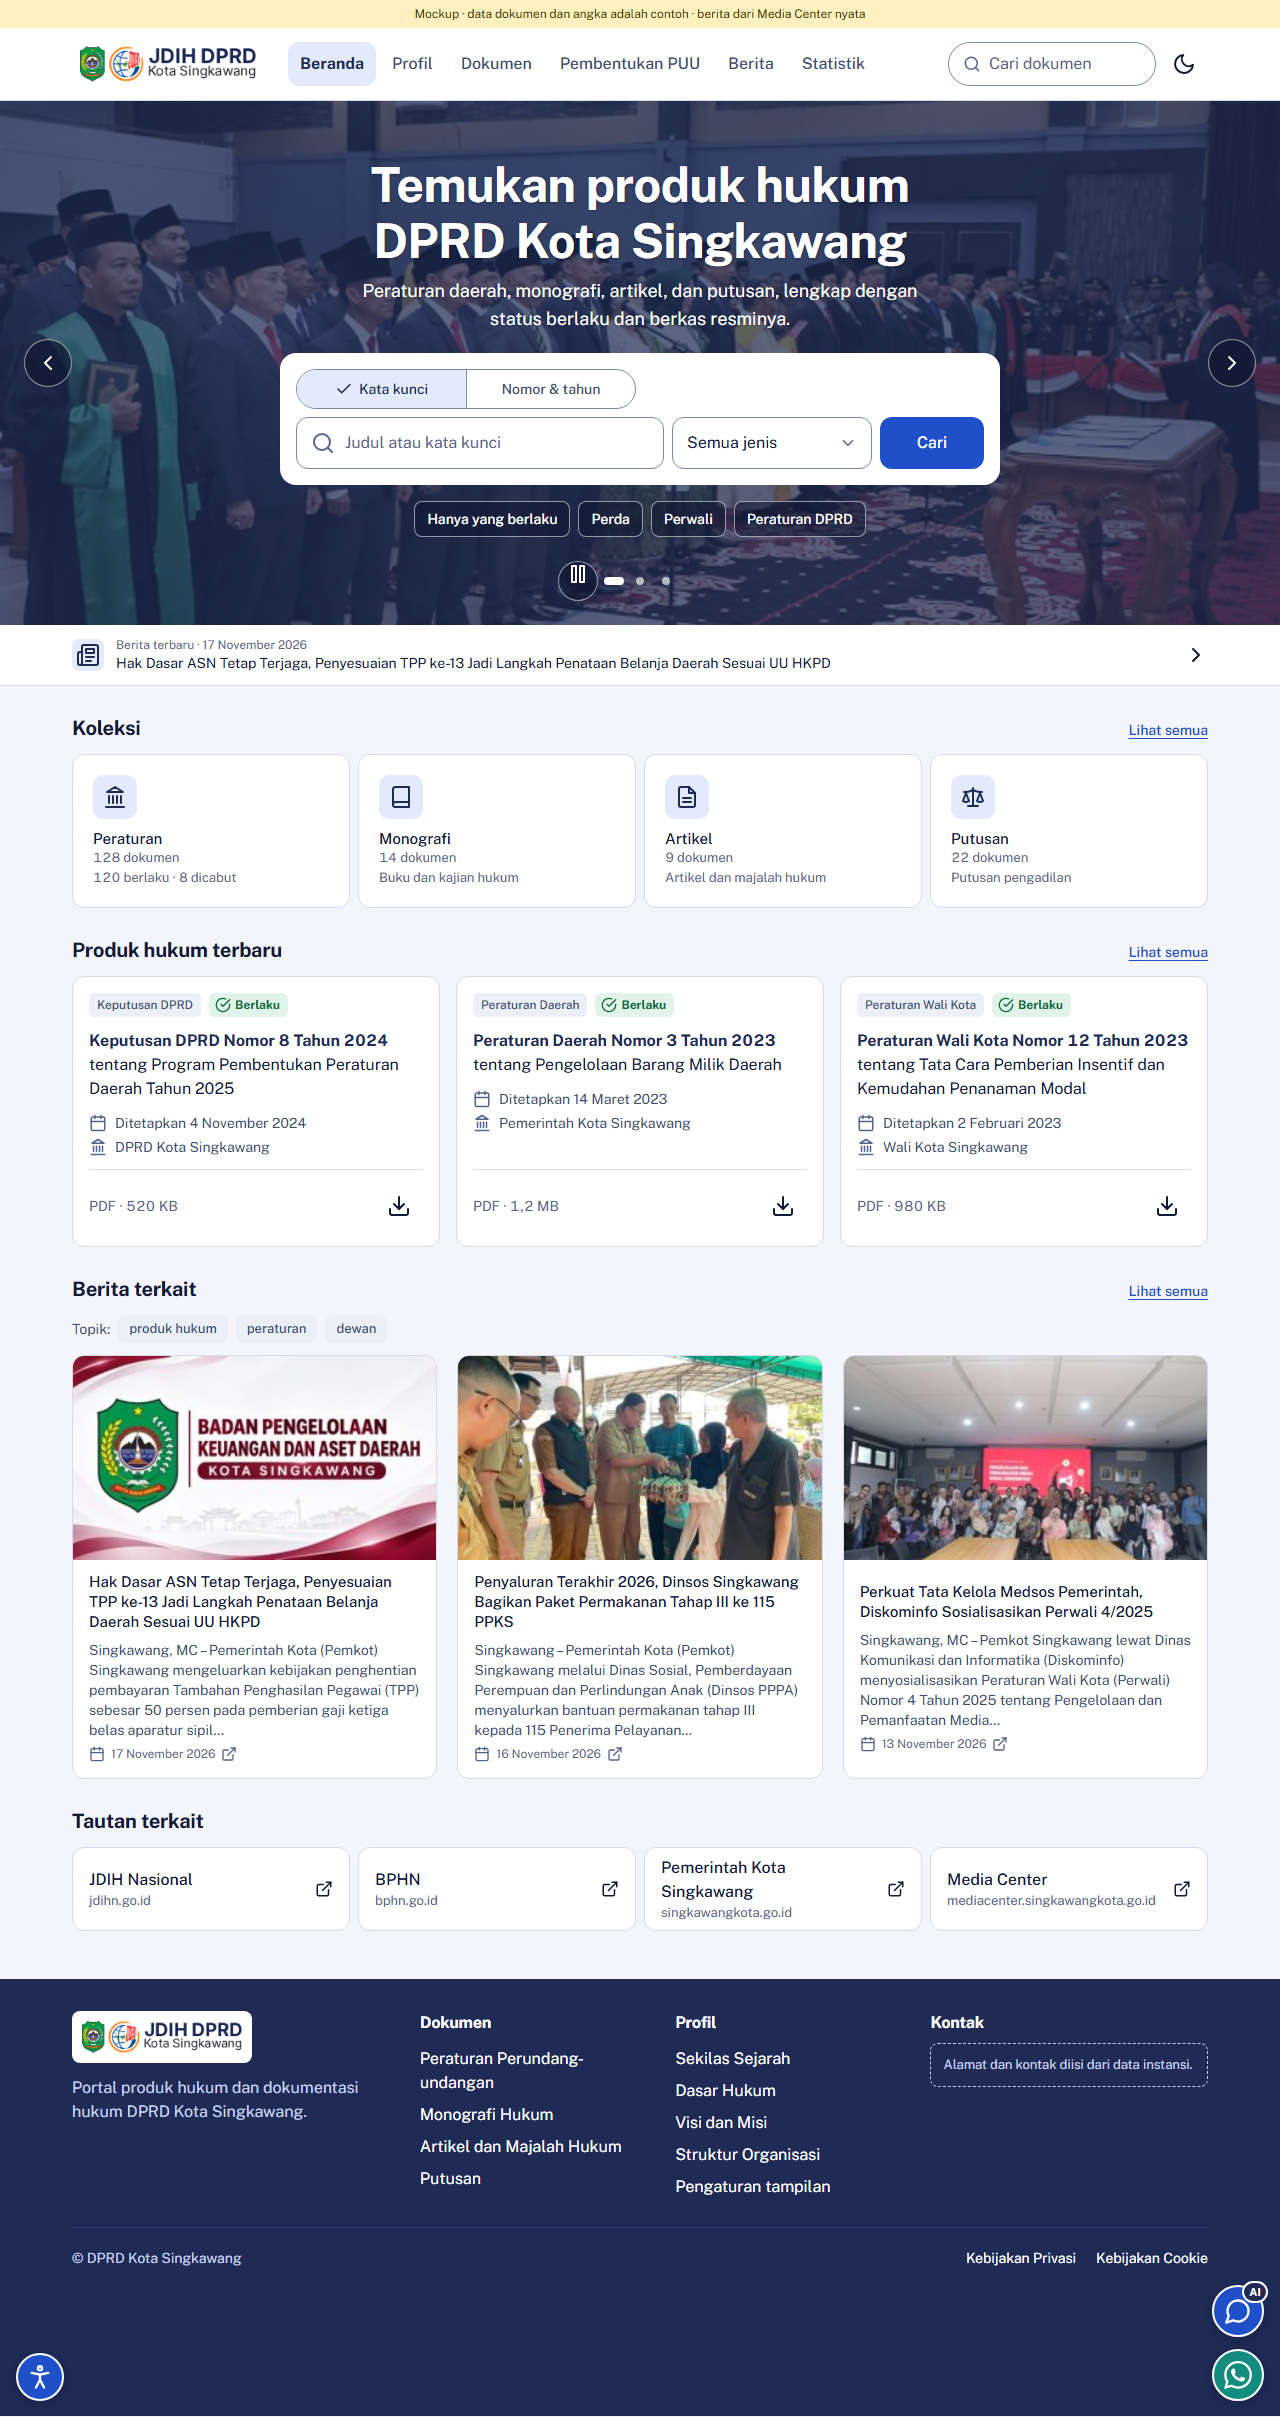 Mockup · data dokumen dan angka adalah contoh · berita dari Media Center nyata
JDIH DPRD
Kota Singkawang
Beranda
Profil
Dokumen
Pembentukan PUU
Berita
Statistik
Cari dokumen
Temukan produk hukum
DPRD Kota Singkawang
Peraturan daerah, monografi, artikel, dan putusan, lengkap dengan
status berlaku dan berkas resminya.
Kata kunci
Nomor & tahun
Judul atau kata kunci
Semua jenis
Cari
Hanya yang berlaku
Perda
Perwali
Peraturan DPRD
Berita terbaru · 17 November 2026
Hak Dasar ASN Tetap Terjaga, Penyesuaian TPP ke-13 Jadi Langkah Penataan Belanja Daerah Sesuai UU HKPD
Koleksi
Lihat semua
Peraturan
128 dokumen
120 berlaku · 8 dicabut
Monografi
14 dokumen
Buku dan kajian hukum
Artikel
9 dokumen
Artikel dan majalah hukum
Putusan
22 dokumen
Putusan pengadilan
Produk hukum terbaru
Lihat semua
Keputusan DPRD
Berlaku
Keputusan DPRD Nomor 8 Tahun 2024
tentang Program Pembentukan Peraturan
Daerah Tahun 2025
Ditetapkan 4 November 2024
DPRD Kota Singkawang
PDF · 520 KB
Peraturan Daerah
Berlaku
Peraturan Daerah Nomor 3 Tahun 2023
tentang Pengelolaan Barang Milik Daerah
Ditetapkan 14 Maret 2023
Pemerintah Kota Singkawang
PDF · 1,2 MB
Peraturan Wali Kota
Berlaku
Peraturan Wali Kota Nomor 12 Tahun 2023
tentang Tata Cara Pemberian Insentif dan
Kemudahan Penanaman Modal
Ditetapkan 2 Februari 2023
Wali Kota Singkawang
PDF · 980 KB
Berita terkait
Lihat semua
Topik:
produk hukum
peraturan
dewan
BADAN PENGELOLAAN
KEUANGAN DAN ASET DAERAH
KOTA SINGKAWANG
Hak Dasar ASN Tetap Terjaga, Penyesuaian
TPP ke-13 Jadi Langkah Penataan Belanja
Daerah Sesuai UU HKPD
Singkawang, MC – Pemerintah Kota (Pemkot)
Singkawang mengeluarkan kebijakan penghentian
pembayaran Tambahan Penghasilan Pegawai (TPP)
sebesar 50 persen pada pemberian gaji ketiga
belas aparatur sipil...
17 November 2026
Penyaluran Terakhir 2026, Dinsos Singkawang
Bagikan Paket Permakanan Tahap III ke 115
PPKS
Singkawang – Pemerintah Kota (Pemkot)
Singkawang melalui Dinas Sosial, Pemberdayaan
Perempuan dan Perlindungan Anak (Dinsos PPPA)
menyalurkan bantuan permakanan tahap III
kepada 115 Penerima Pelayanan...
16 November 2026
Perkuat Tata Kelola Medsos Pemerintah,
Diskominfo Sosialisasikan Perwali 4/2025
Singkawang, MC – Pemkot Singkawang lewat Dinas
Komunikasi dan Informatika (Diskominfo)
menyosialisasikan Peraturan Wali Kota (Perwali)
Nomor 4 Tahun 2025 tentang Pengelolaan dan
Pemanfaatan Media...
13 November 2026
Tautan terkait
JDIH Nasional
jdihn.go.id
BPHN
bphn.go.id
Pemerintah Kota
Singkawang
singkawangkota.go.id
Media Center
mediacenter.singkawangkota.go.id
JDIH DPRD
Kota Singkawang
Portal produk hukum dan dokumentasi
hukum DPRD Kota Singkawang.
Dokumen
Peraturan Perundang-
undangan
Monografi Hukum
Artikel dan Majalah Hukum
Putusan
Profil
Sekilas Sejarah
Dasar Hukum
Visi dan Misi
Struktur Organisasi
Pengaturan tampilan
Kontak
Alamat dan kontak diisi dari data instansi.
© DPRD Kota Singkawang
Kebijakan Privasi
Kebijakan Cookie
AI